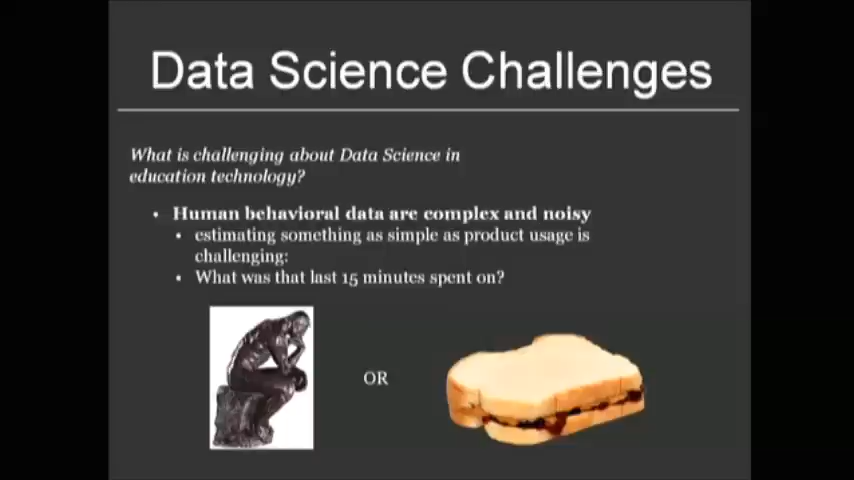 Data Science Challenges
What is challenging about Data Science in
education technology?
• Human behavioral data are complex and noisy
• estimating something as simple as product usage is
challenging:
• What was that last 15 minutes spent on?
OR